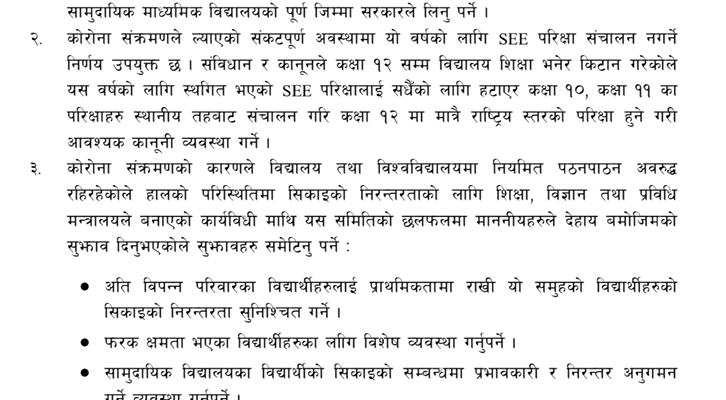 सामुदायिक माध्यमिक विद्यालयको पूर्ण जिम्मा सरकारले लिनु पर्ने ।
२. कोरोना संक्रमणले ल्याएको संकटपूर्ण अवस्थामा यो वर्षको लागि SEE परिक्षा संचालन नगर्ने
निर्णय उपयुक्त छ । संविधान र कानूनले कक्षा १२ सम्म विद्यालय शिक्षा भनेर किटान गरेकोले
यस वर्षको लागि स्थगित भएको SEE परिक्षालाई सधैँको लागि हटाएर कक्षा १०, कक्षा ११ का
परिक्षाहरु स्थानीय तहबाट संचालन गरि कक्षा १२ मा मात्रै राष्ट्रिय स्तरको परिक्षा हुने गरी
आवश्यक कानूनी व्यवस्था गर्ने ।
३. कोरोना संक्रमणको कारणले विद्यालय तथा विश्वविद्यालयमा नियमित पठनपाठन अवरुद्ध
रहिरहेकोले हालको परिस्थितिमा सिकाइको निरन्तरताको लागि शिक्षा, विज्ञान तथा प्रविधि
मन्त्रालयले बनाएको कार्यविधी माथि यस समितिको छलफलमा माननीयहरुले देहाय बमोजिमको
सुझाव दिनुभएकोले सुझावहरु समेटिनु पर्ने :
● अति विपन्न परिवारका विद्यार्थीहरुलाई प्राथमिकतामा राखी यो समुहको विद्यार्थीहरुको
सिकाइको निरन्तरता सुनिश्चित गर्ने ।
● फरक क्षमता भएका विद्यार्थीहरुका लागि विशेष व्यवस्था गर्नुपर्ने ।
● सामुदायिक विद्यालयका विद्यार्थीको सिकाइको सम्बन्धमा प्रभावकारी र निरन्तर अनुगमन
गर्ने व्यवस्था गर्नुपर्ने ।